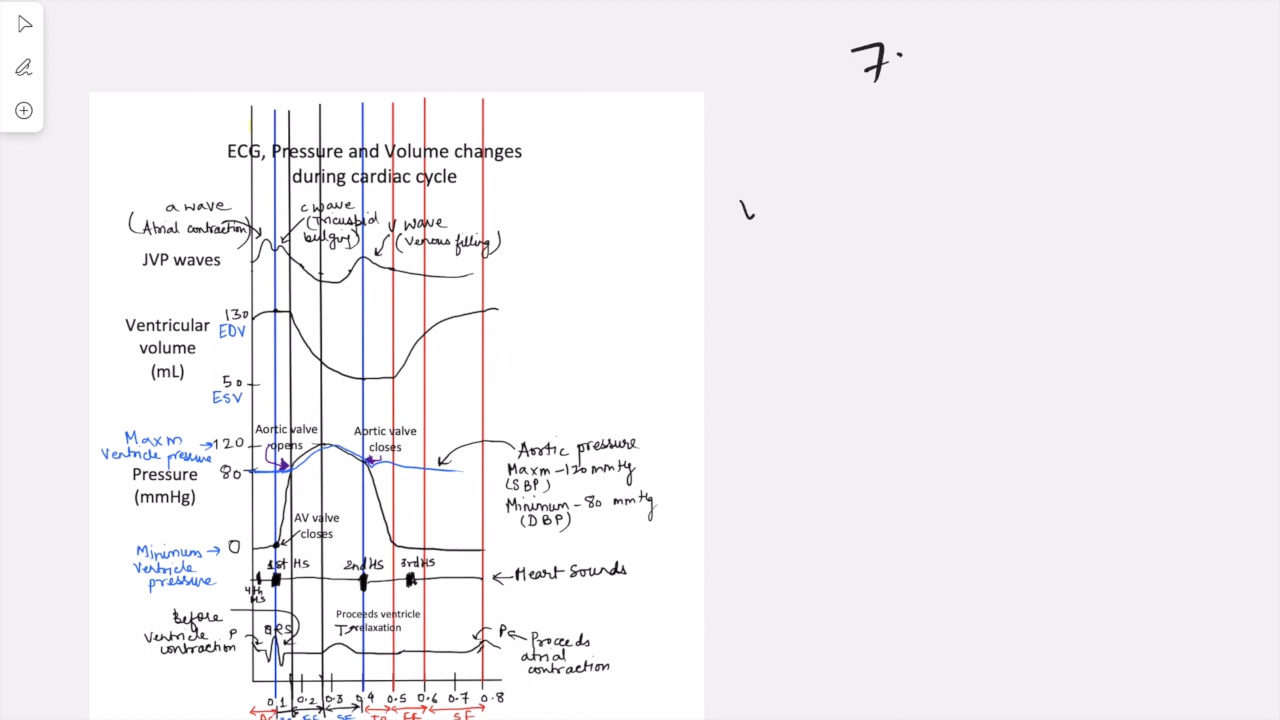 7.
ECG, Pressure and Volume changes
during cardiac cycle
a wave
(Atrial contraction)
c wave
(Tricuspid
bulging)
V wave
(Venous filling)
JVP waves
130
EDV
Ventricular
volume
(mL)
50
ESV
Aortic valve
opens
Aortic valve
closes
Maxm
Ventricle pressure
120
80
Pressure
(mmHg)
Aortic pressure
Maxm - 120 mmHg
(SBP)
Minimum - 80 mmHg
(DBP)
AV valve
closes
0
Minimum
Ventricle
pressure
1st HS
2nd HS
3rd HS
4th
HS
Heart Sounds
Before
Ventricle
contraction
P
QRS
T
Proceeds ventricle
relaxation
P
Proceeds
atrial
contraction
0.1 0.2 0.3 0.4 0.5 0.6 0.7 0.8